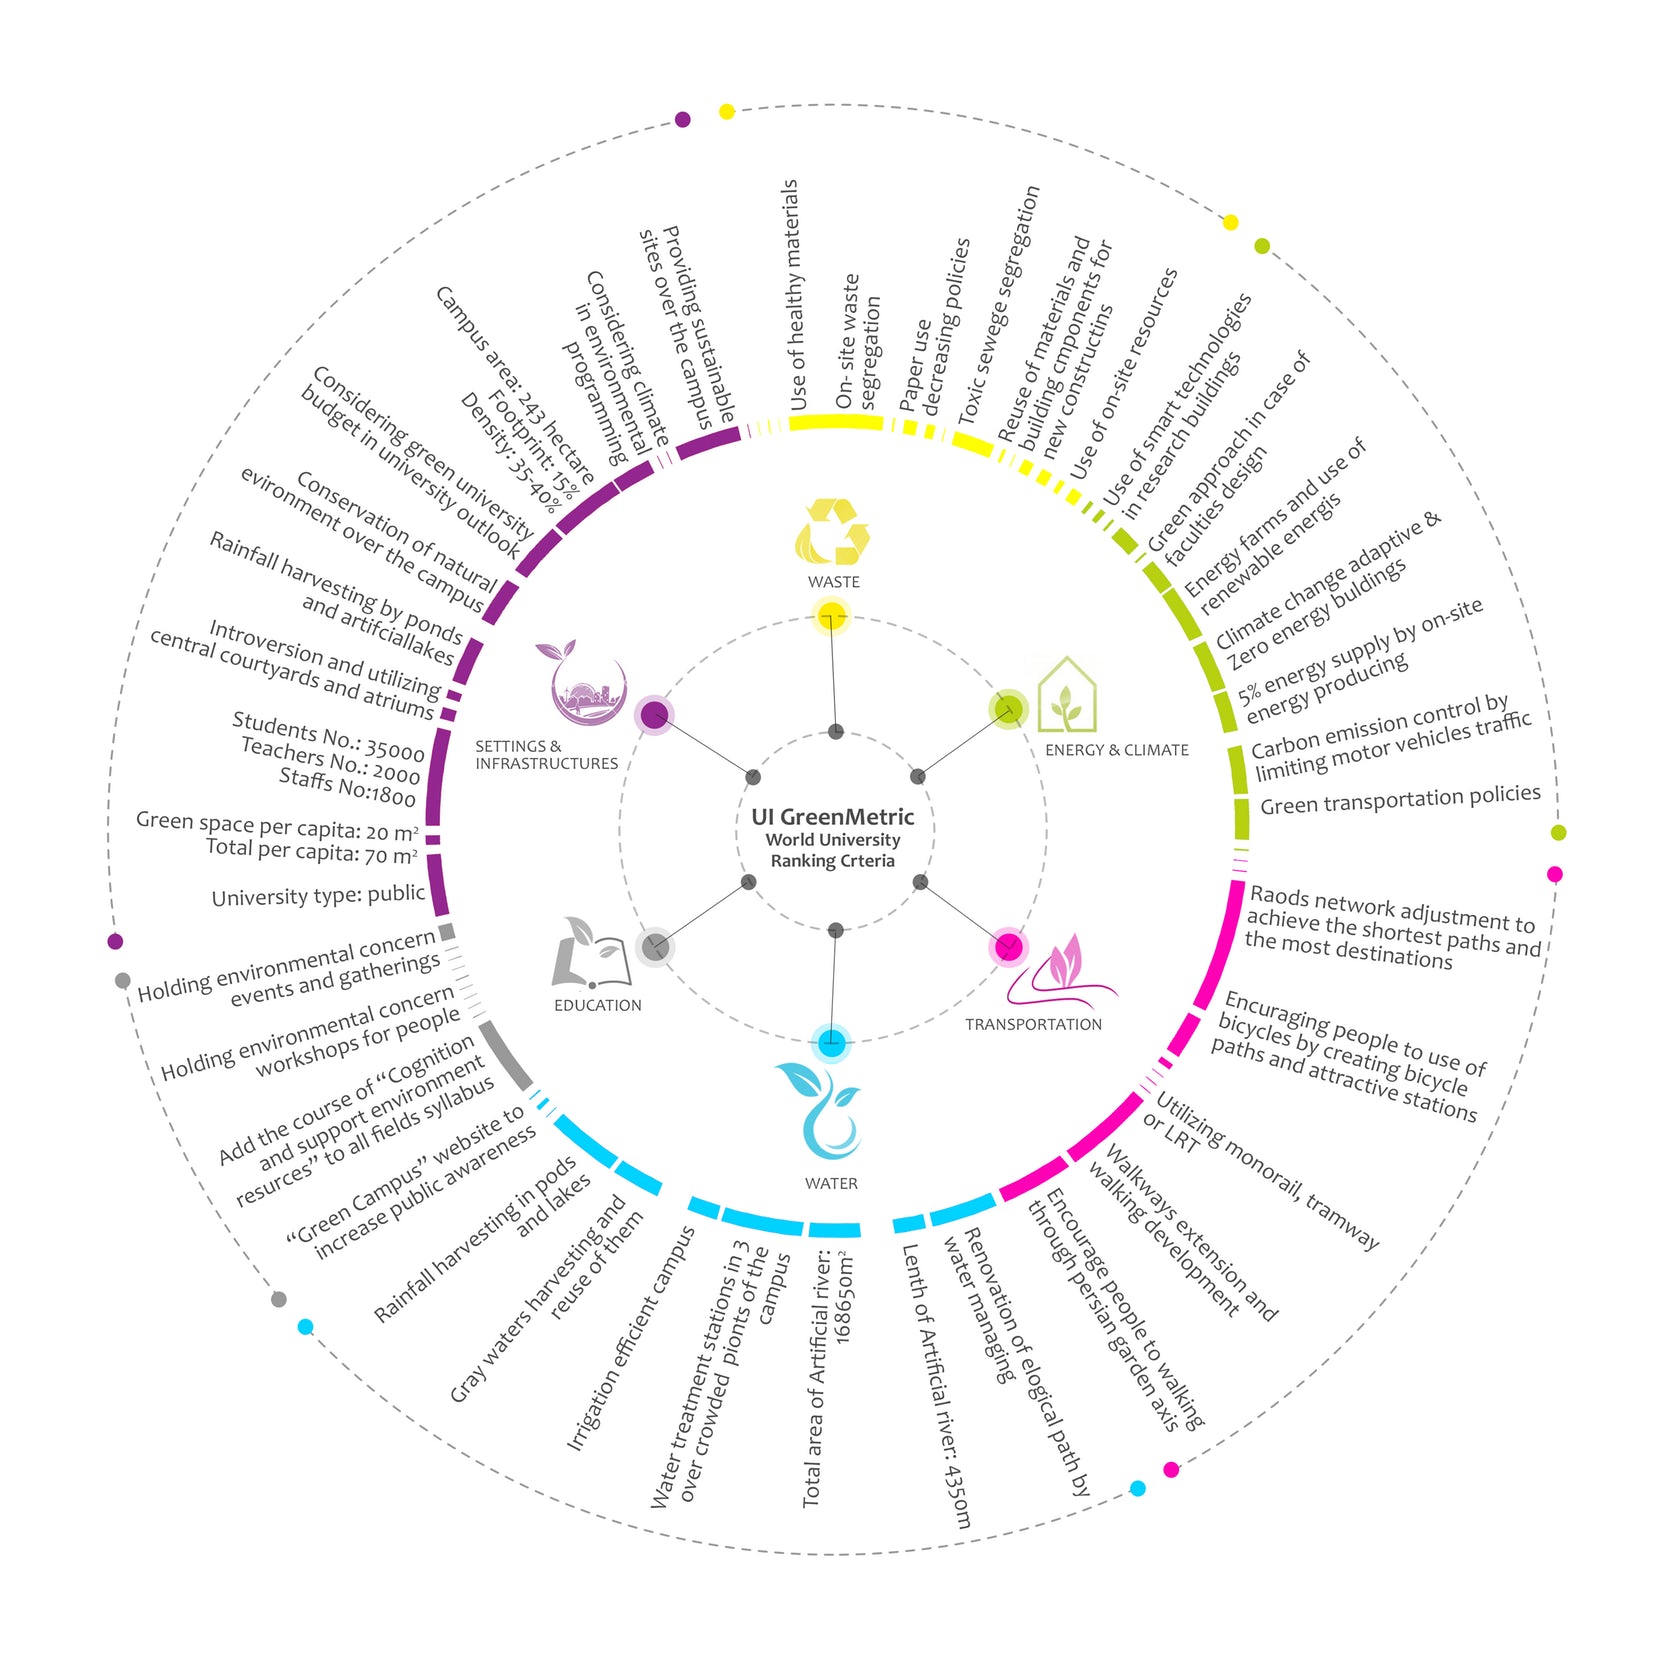 UI GreenMetric
World University
Ranking Crteria
WASTE
ENERGY & CLIMATE
TRANSPORTATION
WATER
EDUCATION
SETTINGS &
INFRASTRUCTURES
Use of healthy materials
On- site waste
segregation
Paper use
decreasing policies
Toxic sewege segregation
Reuse of materials and
building cmponents for
new constructins
Use of on-site resources
Use of smart technologies
in research buildings
Green approach in case of
faculties design
Energy farms and use of
renewable energis
Climate change adaptive &
Zero energy buldings
5% energy supply by on-site
energy producing
Carbon emission control by
limiting motor vehicles traffic
Green transportation policies
Raods network adjustment to
achieve the shortest paths and
the most destinations
Encuraging people to use of
bicycles by creating bicycle
paths and attractive stations
Utilizing monorail, tramway
or LRT
Walkways extension and
walking development
Encourage people to walking
through persian garden axis
Renovation of elogical path by
water managing
Lenth of Artificial river: 4350m
Total area of Artificial river:
168650m²
Water treatment stations in 3
over crowded pionts of the
campus
Irrigation efficient campus
Gray waters harvesting and
reuse of them
Rainfall harvesting in pods
and lakes
“Green Campus” website to
increase public awareness
Add the course of “Cognition
and support environment
resurces” to all fields syllabus
Holding environmental concern
workshops for people
Holding environmental concern
events and gatherings
University type: public
Green space per capita: 20 m²
Total per capita: 70 m²
Students No.: 35000
Teachers No.: 2000
Staffs No:1800
Introversion and utilizing
central courtyards and atriums
Rainfall harvesting by ponds
and artifciallakes
Conservation of natural
evironment over the campus
Considering green university
budget in university outlook
Campus area: 243 hectare
Footprint: 15%
Density: 35-40%
Considering climate
in environmental
programming
Providing sustainable
sites over the campus